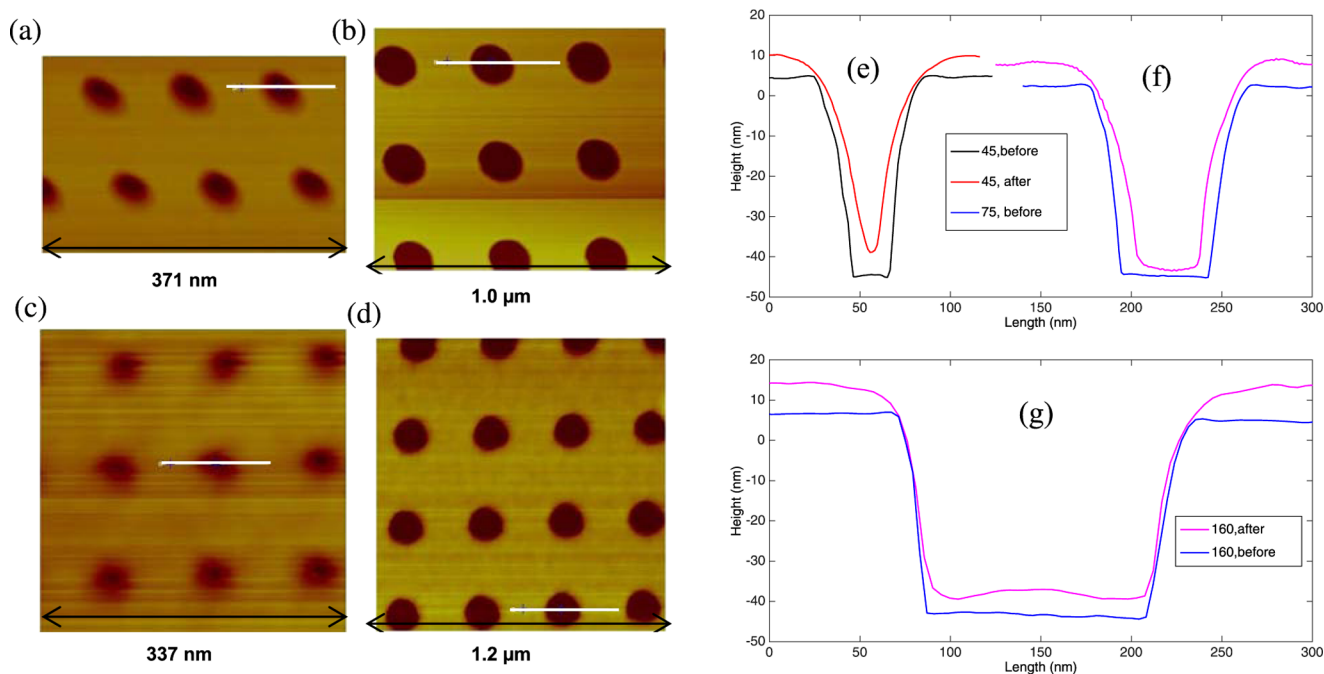 (a)
(b)
371 nm
1.0 µm
(c)
(d)
337 nm
1.2 µm
20
10
0
-10
-20
-30
-40
-50
Height (nm)
(e)
(f)
45,before
45, after
75, before
0
50
100
150
200
250
300
Length (nm)
20
10
0
-10
-20
-30
-40
-50
Height (nm)
(g)
160,after
160,before
0
50
100
150
200
250
300
Length (nm)